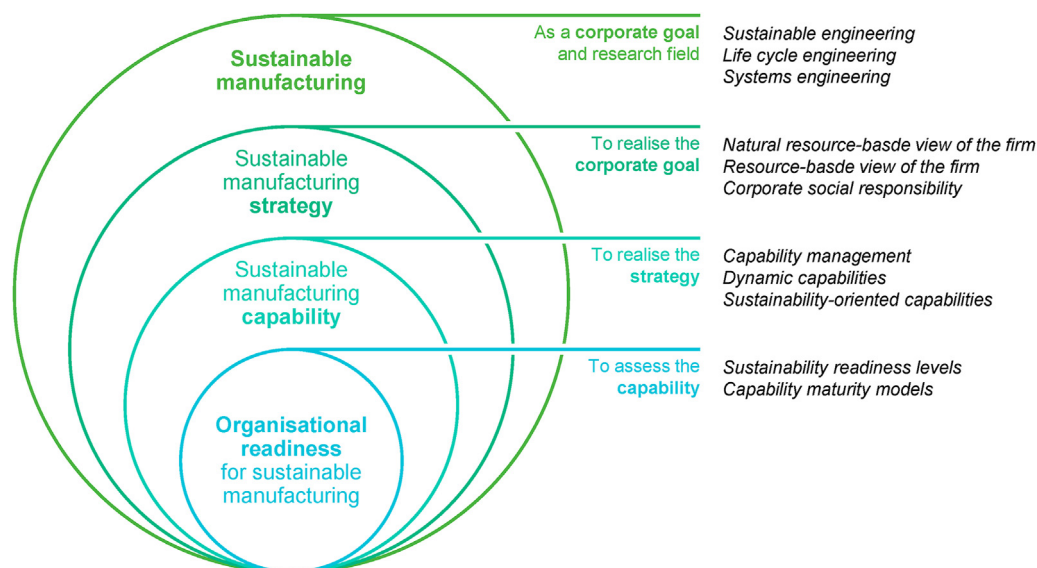 Sustainable
manufacturing
As a corporate goal
and research field
Sustainable engineering
Life cycle engineering
Systems engineering
Sustainable
manufacturing
strategy
To realise the
corporate goal
Natural resource-basde view of the firm
Resource-basde view of the firm
Corporate social responsibility
Sustainable
manufacturing
capability
To realise the
strategy
Capability management
Dynamic capabilities
Sustainability-oriented capabilities
Organisational
readiness
for sustainable
manufacturing
To assess the
capability
Sustainability readiness levels
Capability maturity models